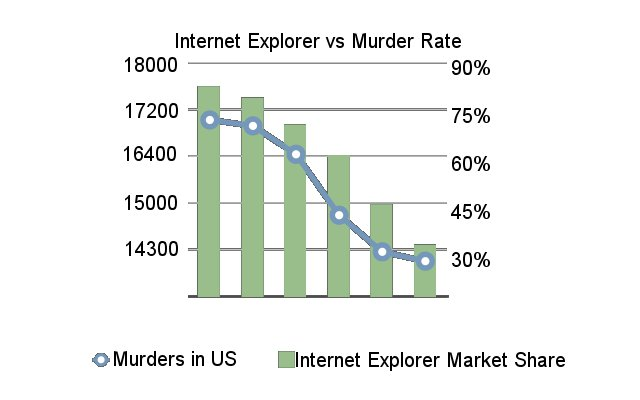 Internet Explorer vs Murder Rate
18000 90%
17200 75%
16400 60%
15000 45%
14300 30%
Murders in US Internet Explorer Market Share